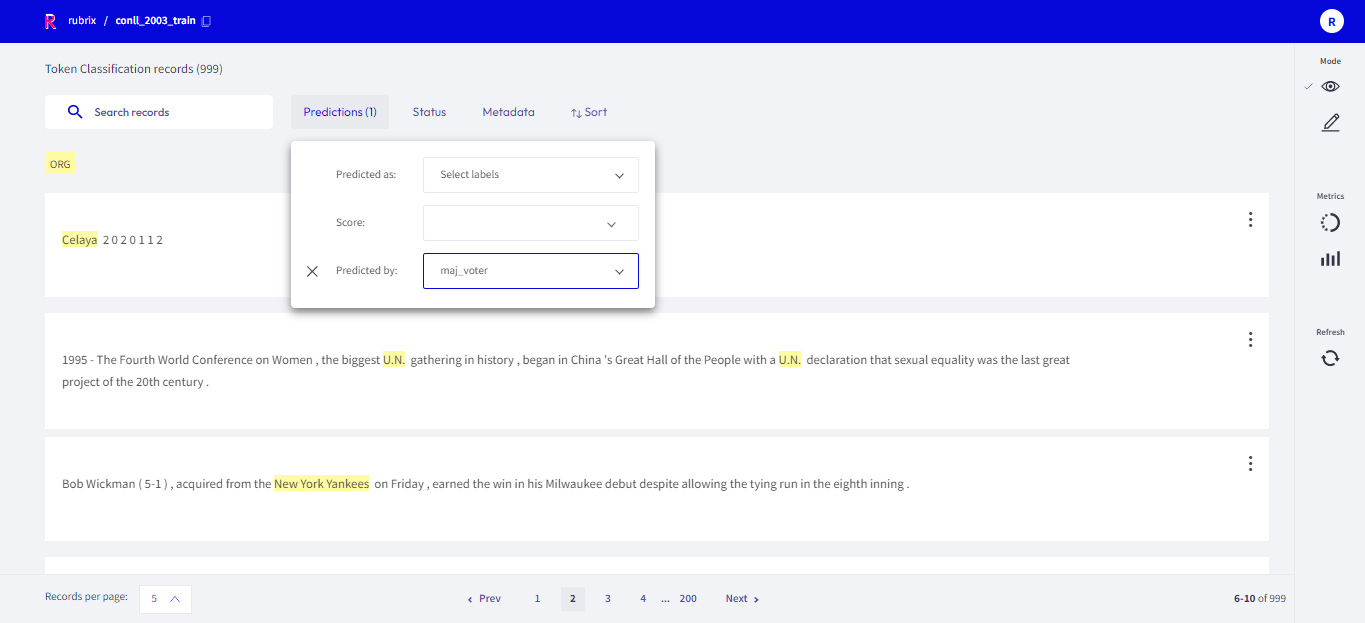 rubrix / conll_2003_train
R
Token Classification records (999)
Mode
Search records
Predictions (1)
Status
Metadata
Sort
ORG
Predicted as:
Select labels
Score:
Predicted by:
maj_voter
Metrics
Refresh
Celaya 2 0 2 0 1 1 2
1995 - The Fourth World Conference on Women , the biggest U.N. gathering in history , began in China 's Great Hall of the People with a U.N. declaration that sexual equality was the last great
project of the 20th century .
Bob Wickman ( 5-1 ) , acquired from the New York Yankees on Friday , earned the win in his Milwaukee debut despite allowing the tying run in the eighth inning .
Records per page:
5
Prev 1 2 3 4 ... 200 Next
6-10 of 999